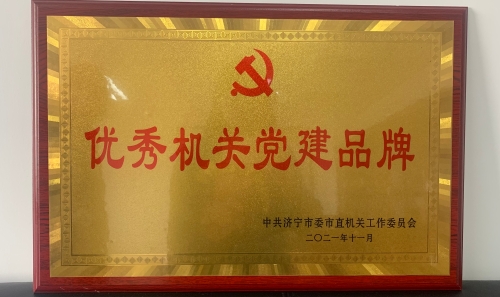 优秀机关党建品牌
中共济宁市委市直机关工作委员会
二〇二一年十一月